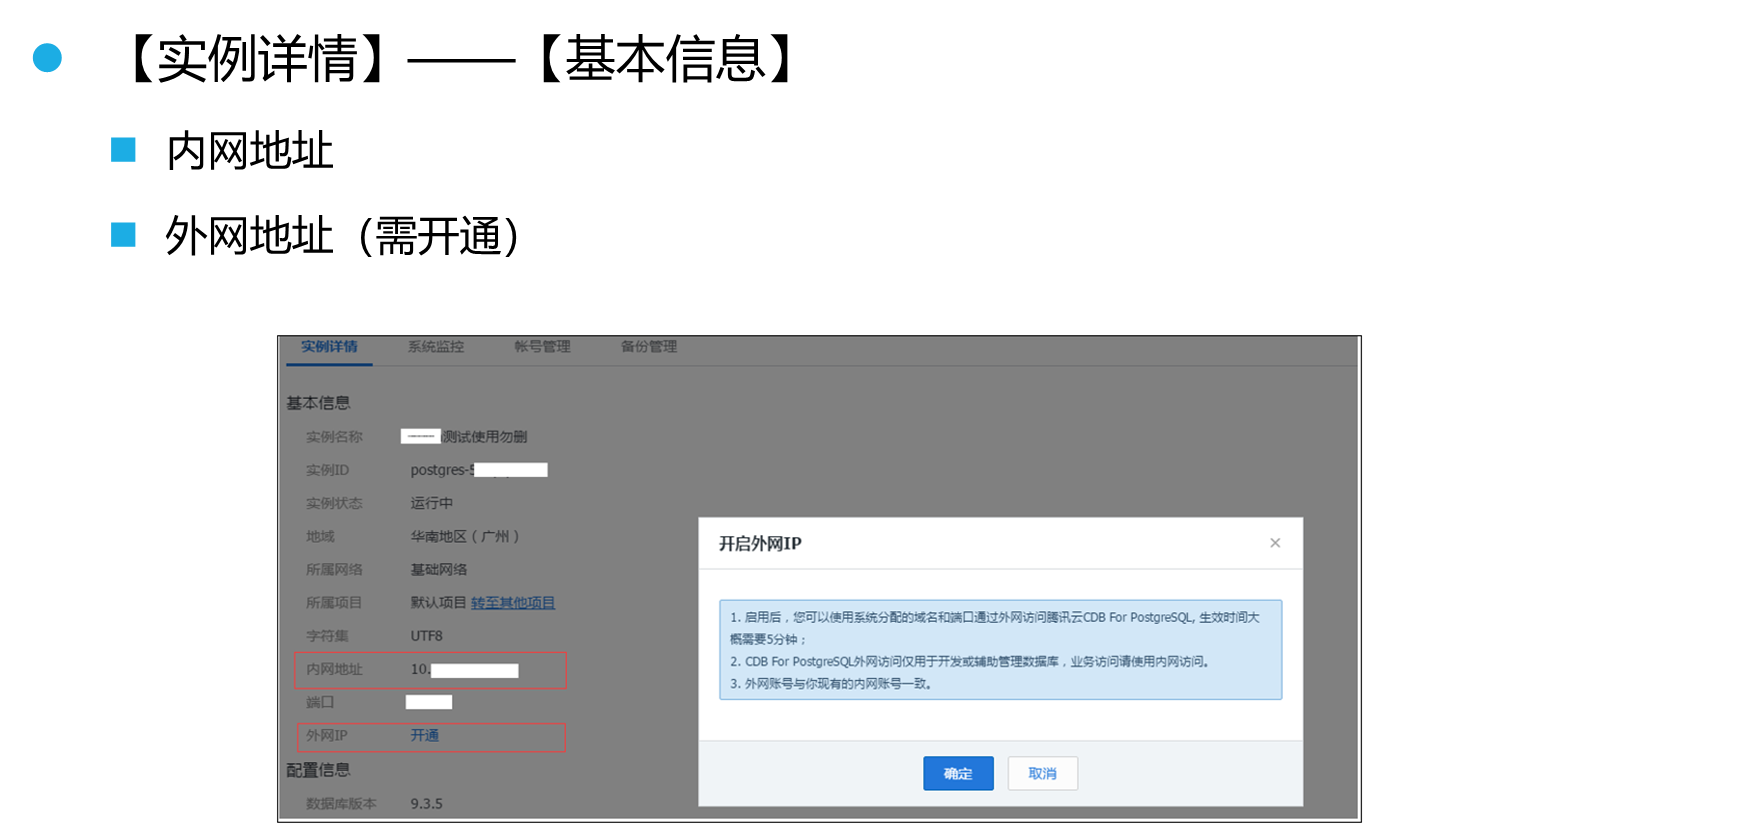 【实例详情】——【基本信息】
内网地址
外网地址（需开通）
实例详情 系统监控 帐号管理 备份管理
基本信息
实例名称 测试使用勿删
实例ID postgres-5
实例状态 运行中
地域 华南地区（广州）
所属网络 基础网络
所属项目 默认项目 转至其他项目
字符集 UTF8
内网地址 10.
端口
外网IP 开通
配置信息
数据库版本 9.3.5
开启外网IP ×
1. 启用后，您可以使用系统分配的域名和端口通过外网访问腾讯云CDB For PostgreSQL, 生效时间大
概需要5分钟；
2. CDB For PostgreSQL外网访问仅用于开发或辅助管理数据库，业务访问请使用内网访问。
3. 外网账号与你现有的内网账号一致。
确定 取消